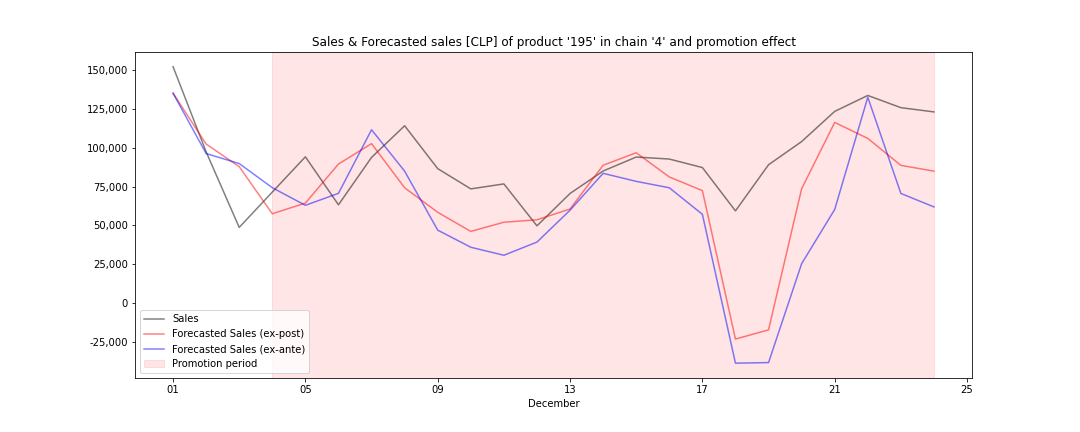 Sales & Forecasted sales [CLP] of product '195' in chain '4' and promotion effect
150,000
125,000
100,000
75,000
50,000
25,000
0
-25,000
Sales
Forecasted Sales (ex-post)
Forecasted Sales (ex-ante)
Promotion period
01 05 09 13 17 21 25
December